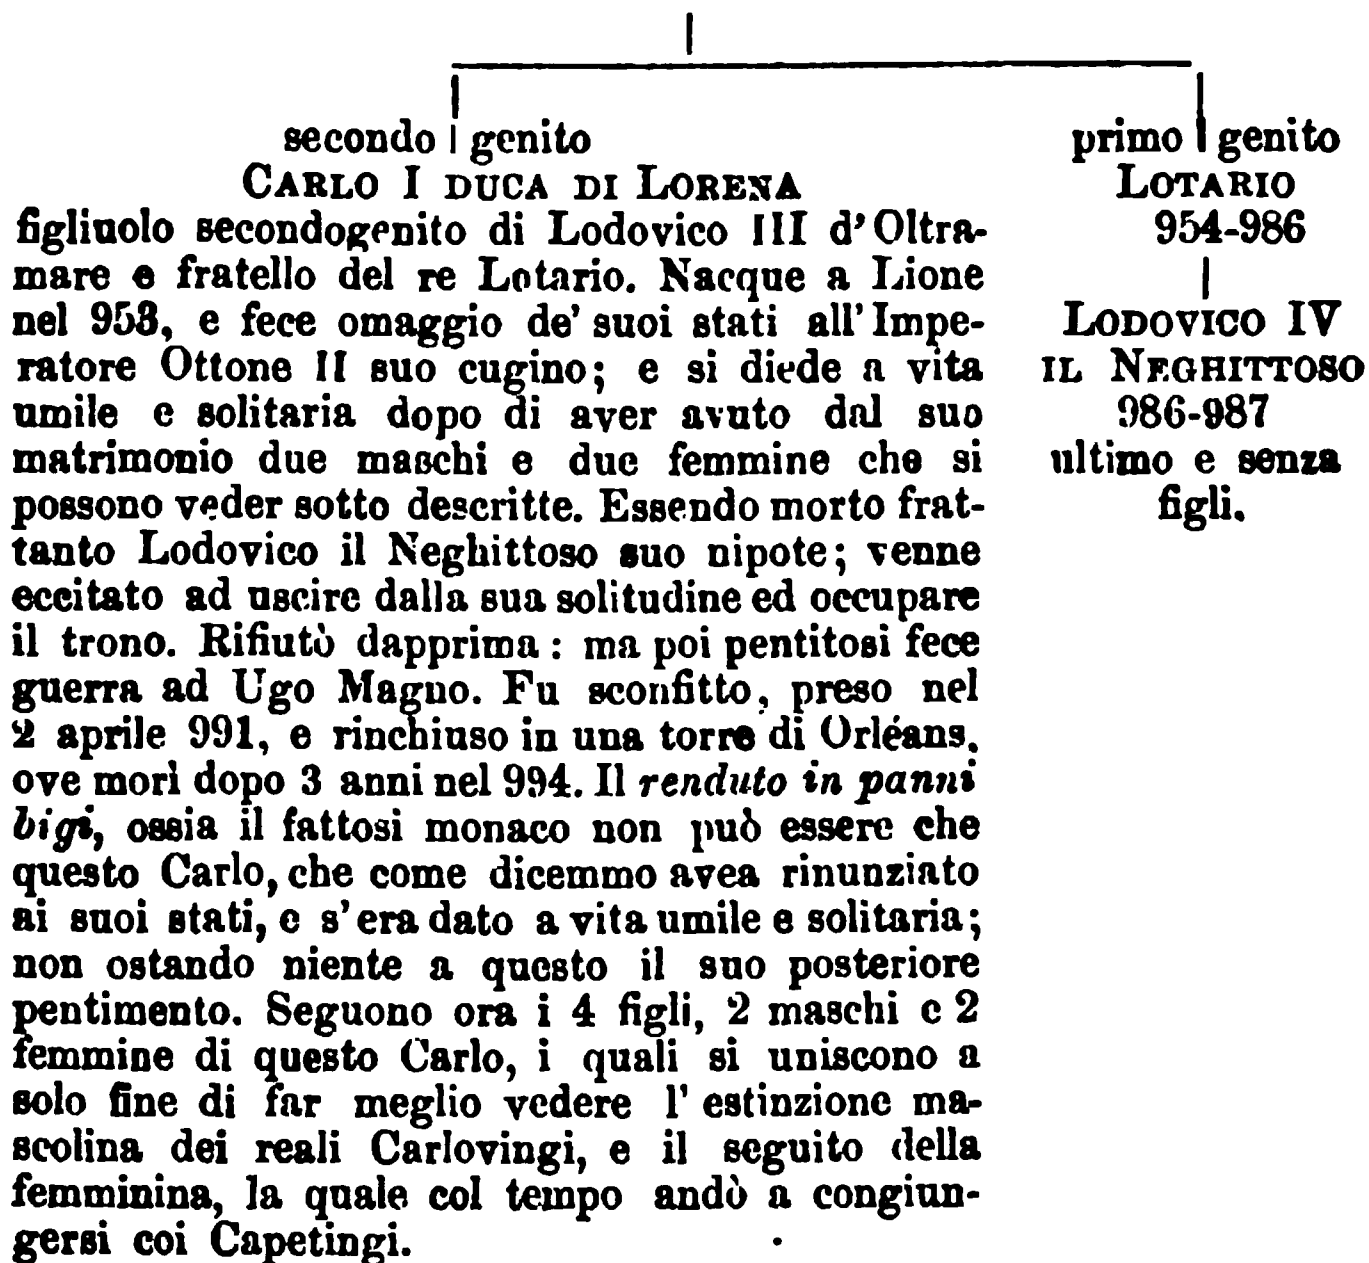 secondo genito
CARLO I DUCA DI LORENA
figliuolo secondogenito di Lodovico III d'Oltra-
mare e fratello del re Lotario. Nacque a Lione
nel 953, e fece omaggio de' suoi stati all'Impe-
ratore Ottone II suo cugino; e si diede a vita
umile e solitaria dopo di aver avuto dal suo
matrimonio due maschi e due femmine che si
possono veder sotto descritte. Essendo morto frat-
tanto Lodovico il Neghittoso suo nipote; venne
eccitato ad uscire dalla sua solitudine ed occupare
il trono. Rifiutò dapprima: ma poi pentitosi fece
guerra ad Ugo Magno. Fu sconfitto, preso nel
2 aprile 991, e rinchiuso in una torre di Orléans,
ove morì dopo 3 anni nel 994. Il renduto in panni
bigi, ossia il fattosi monaco non può essere che
questo Carlo, che come dicemmo avea rinunziato
ai suoi stati, e s'era dato a vita umile e solitaria;
non ostando niente a questo il suo posteriore
pentimento. Seguono ora i 4 figli, 2 maschi e 2
femmine di questo Carlo, i quali si uniscono a
solo fine di far meglio vedere l'estinzione ma-
scolina dei reali Carlovingi, e il seguito della
femminina, la quale col tempo andò a congiun-
gersi coi Capetingi.
primo genito
LOTARIO
954-986
LODOVICO IV
IL NEGHITTOSO
986-987
ultimo e senza
figli.